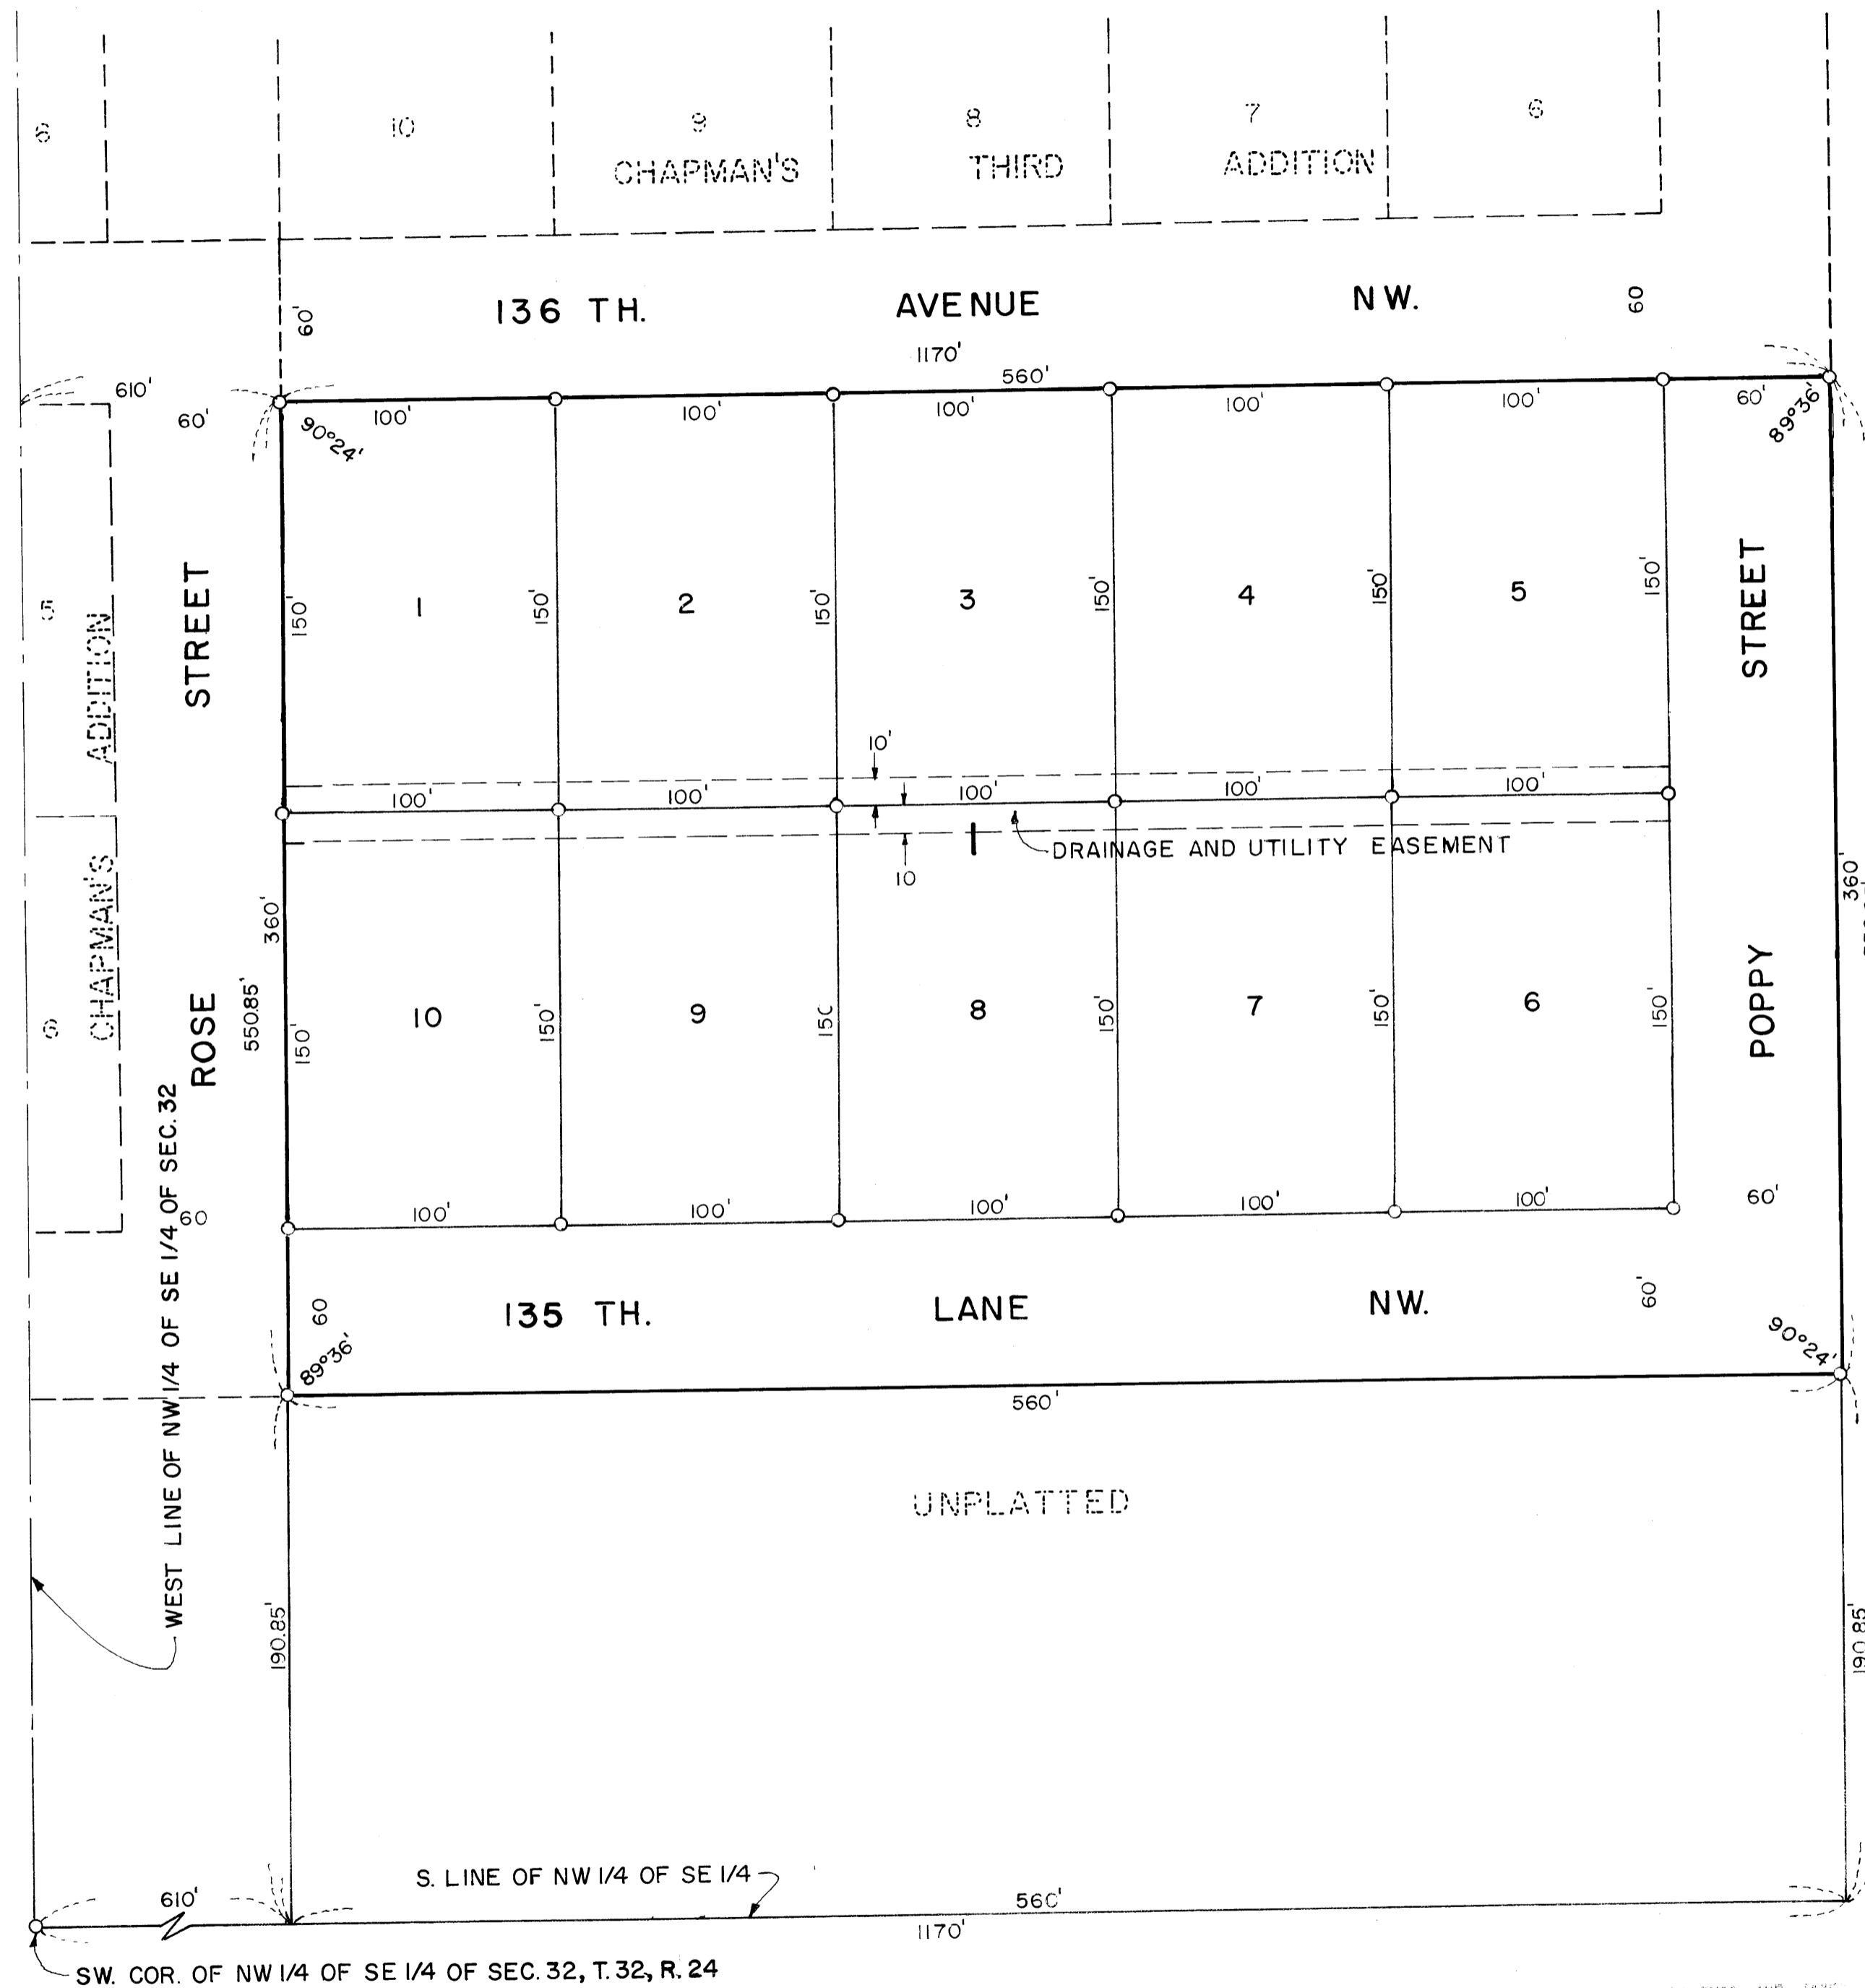 6 10 9 8 7 6
CHAPMAN'S THIRD ADDITION
60' 136 TH. AVENUE NW. 60
1170'
610' 560'
60' 100' 100' 100' 100' 100' 60'
90°24' 89°36'
5
STREET 150' 1 150' 2 150' 3 150' 4 150' 5 150' STREET
ADDITION
10'
100' 100' 100' 100' 100'
1
DRAINAGE AND UTILITY EASEMENT
10
CHAPMAN'S
360' 360'
550.85'
ROSE 150' 10 150' 9 150 8 150' 7 150' 6 150' POPPY
WEST LINE OF NW 1/4 OF SE 1/4 OF SEC. 32
60 100' 100' 100' 100' 100' 60'
60 135 TH. LANE NW. 60'
89°36' 90°24'
560'
UNPLATTED
190.85' 190.85'
S. LINE OF NW 1/4 OF SE 1/4
610' 560'
1170'
SW. COR. OF NW 1/4 OF SE 1/4 OF SEC. 32, T. 32, R. 24